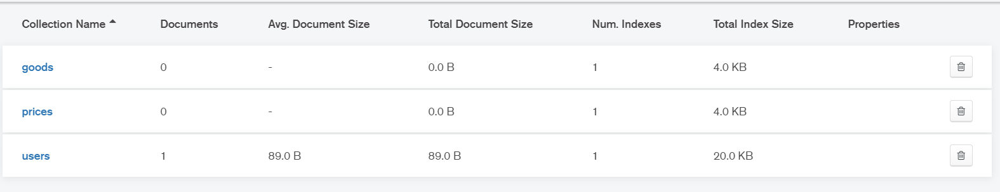 Collection Name Documents Avg. Document Size Total Document Size Num. Indexes Total Index Size Properties
goods 0 - 0.0 B 1 4.0 KB
prices 0 - 0.0 B 1 4.0 KB
users 1 89.0 B 89.0 B 1 20.0 KB